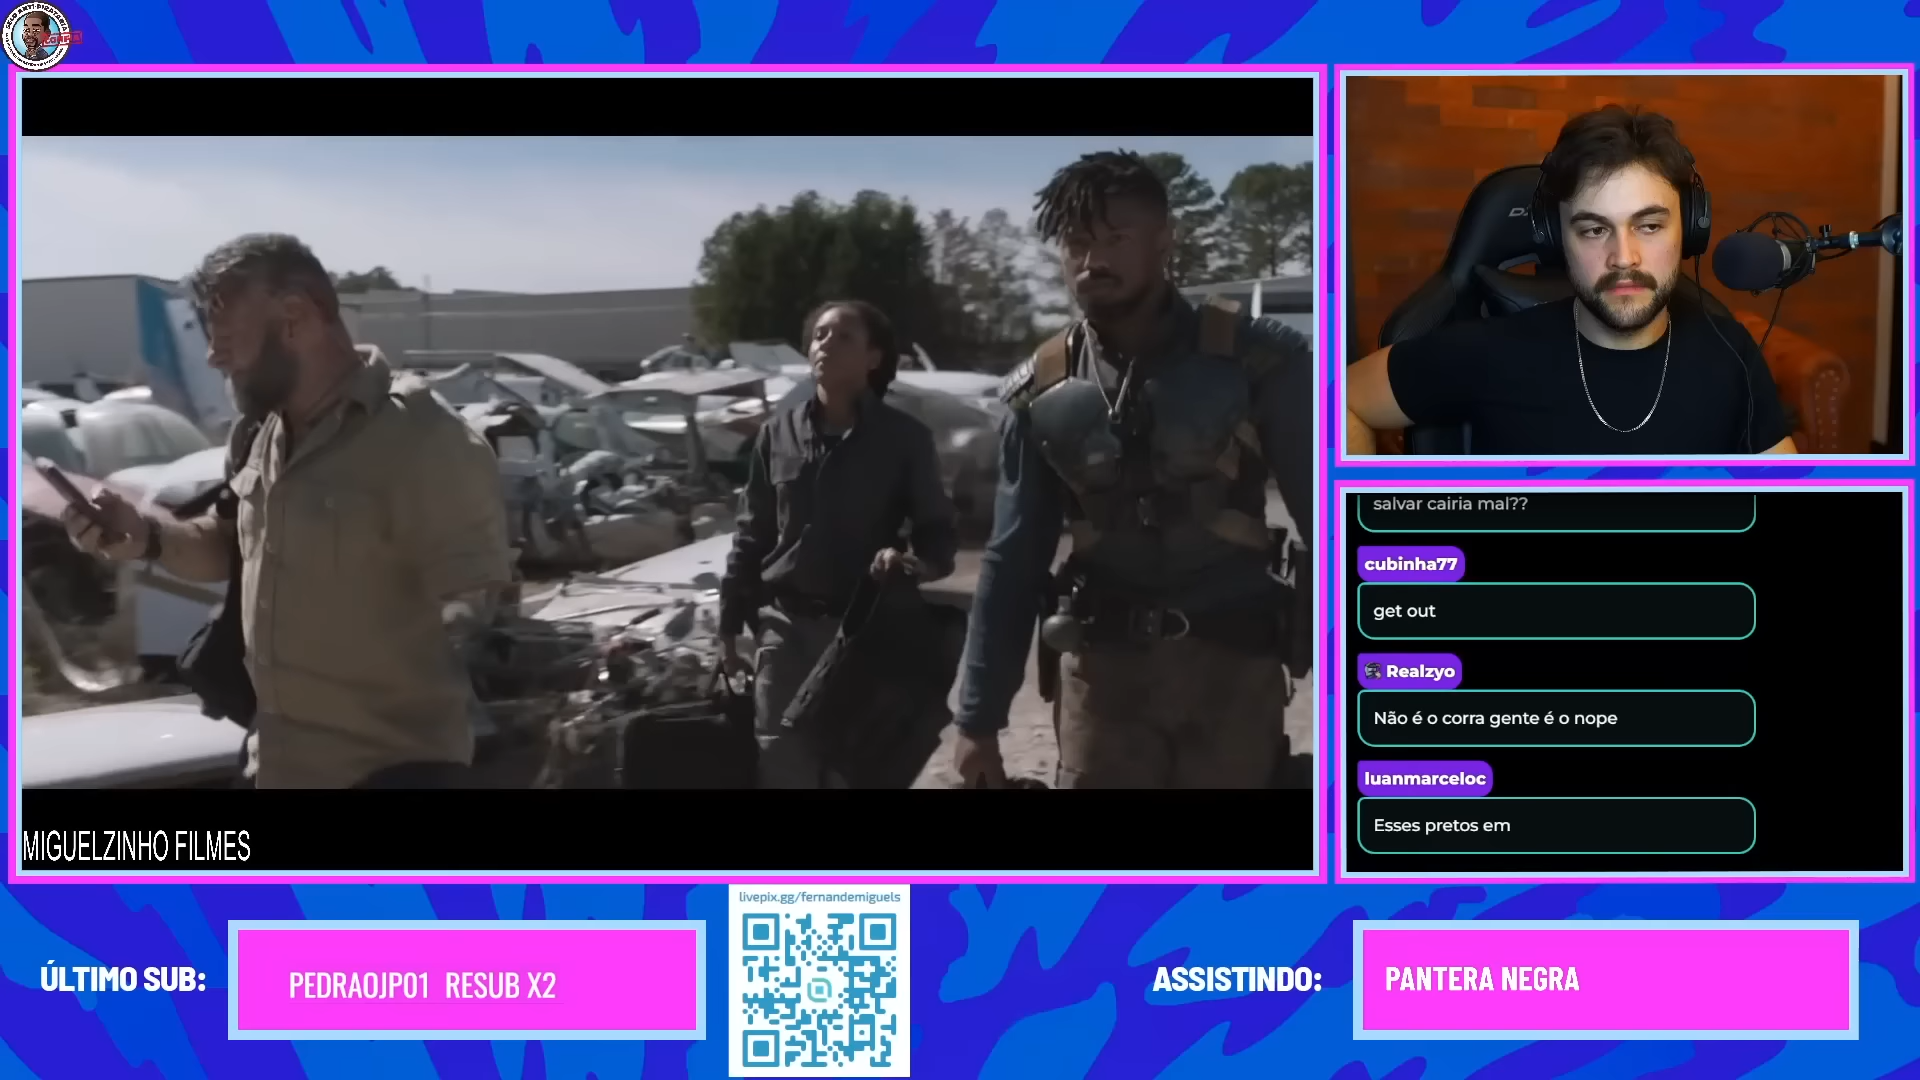 salvar cairia mal??
cubinha77
get out
Realzyo
Não é o corra gente é o nope
luanmarceloc
Esses pretos em
MIGUELZINHO FILMES
livepix.gg/fernandemiguels
ÚLTIMO SUB:
PEDRAOJP01 RESUB X2
ASSISTINDO:
PANTERA NEGRA